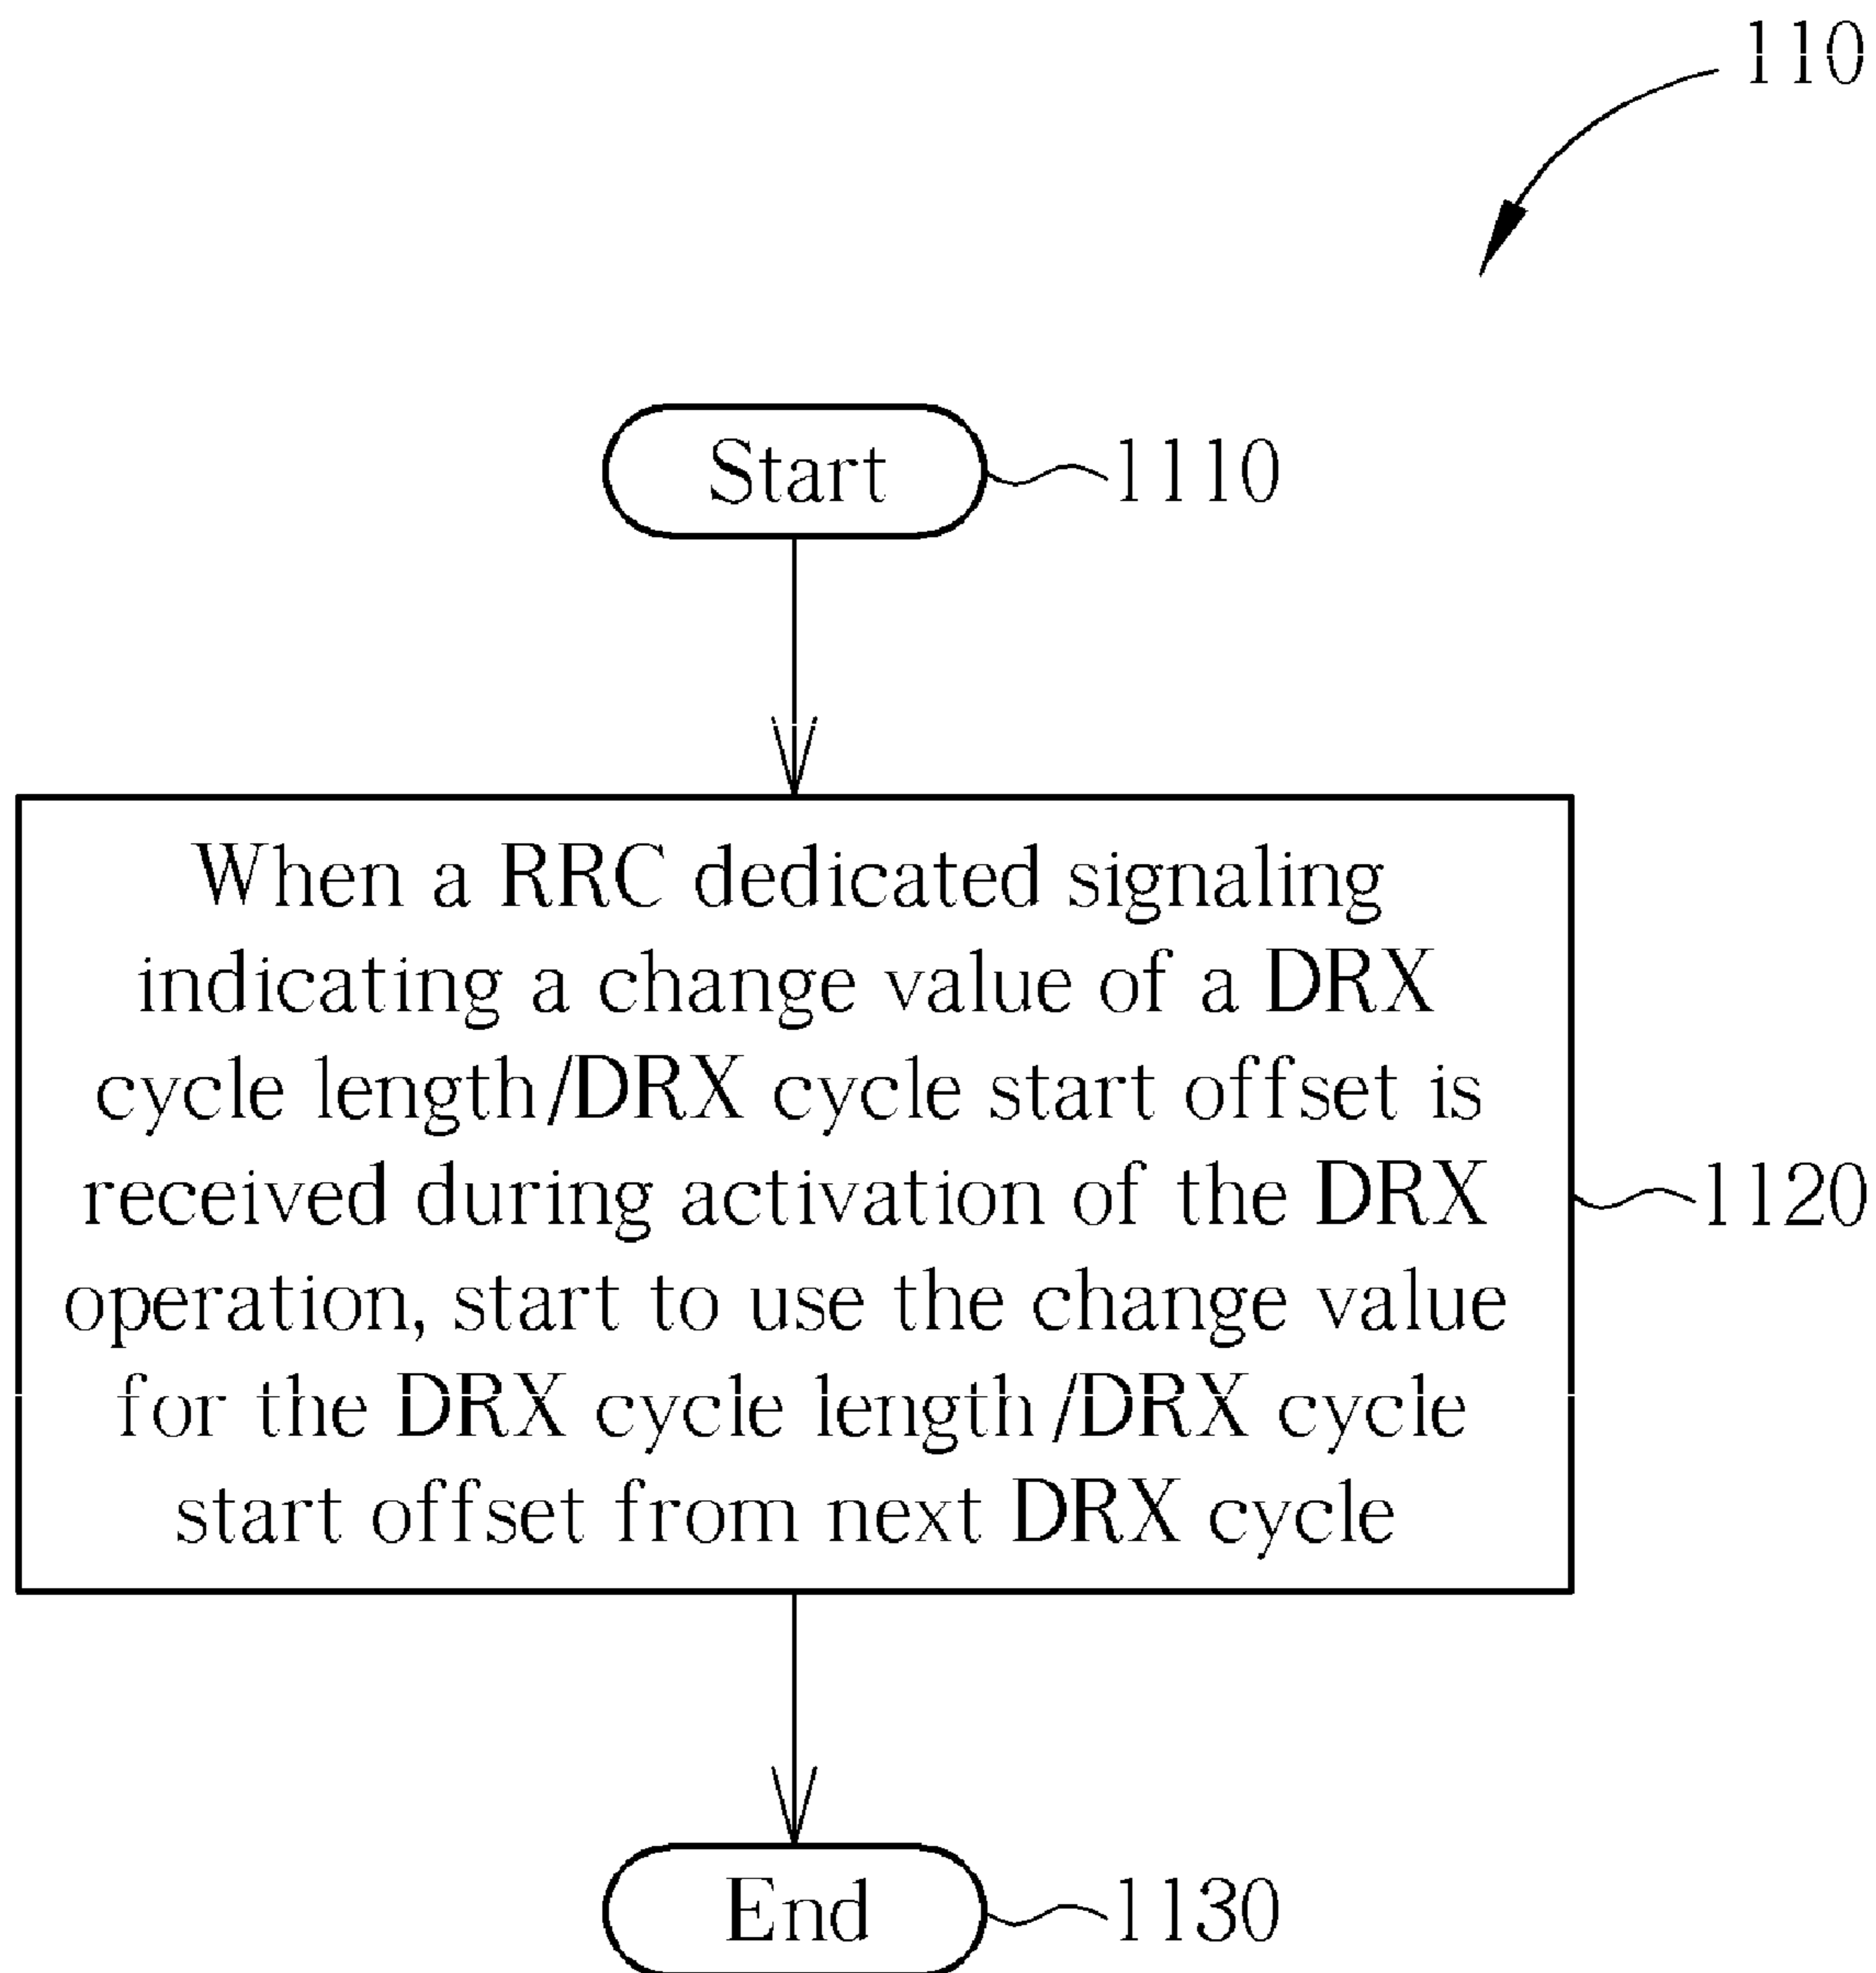 110
Start
1110
When a RRC dedicated signaling
indicating a change value of a DRX
cycle length/DRX cycle start offset is
received during activation of the DRX
operation, start to use the change value
for the DRX cycle length/DRX cycle
start offset from next DRX cycle
1120
End
1130